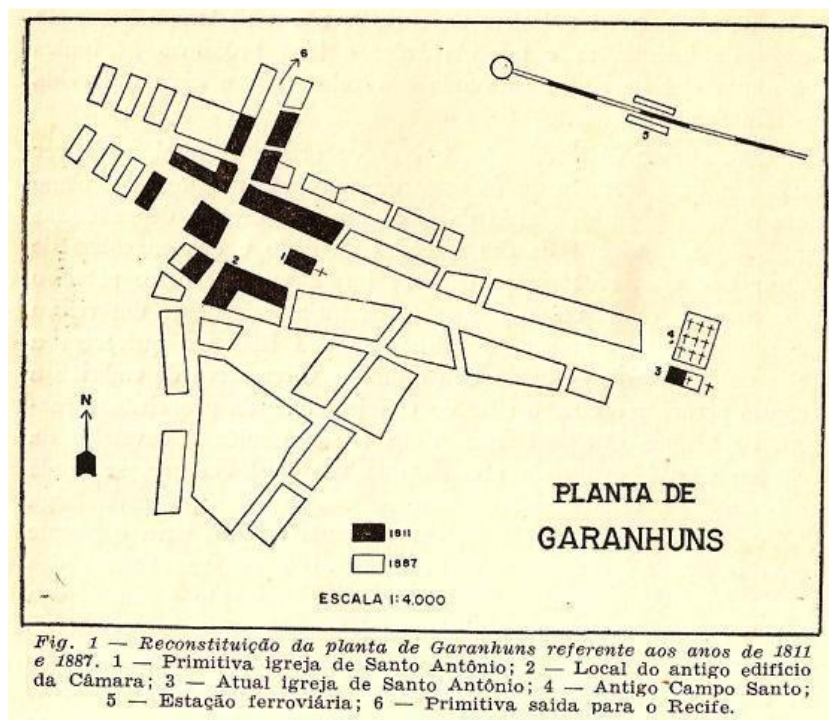 6
5
1
2
4
3
N
PLANTA DE
GARANHUNS
1811
1887
ESCALA 1:4.000
Fig. 1 — Reconstituição da planta de Garanhuns referente aos anos de 1811
e 1887. 1 — Primitiva igreja de Santo Antônio; 2 — Local do antigo edifício
da Câmara; 3 — Atual igreja de Santo Antônio; 4 — Antigo Campo Santo;
5 — Estação ferroviária; 6 — Primitiva saida para o Recife.